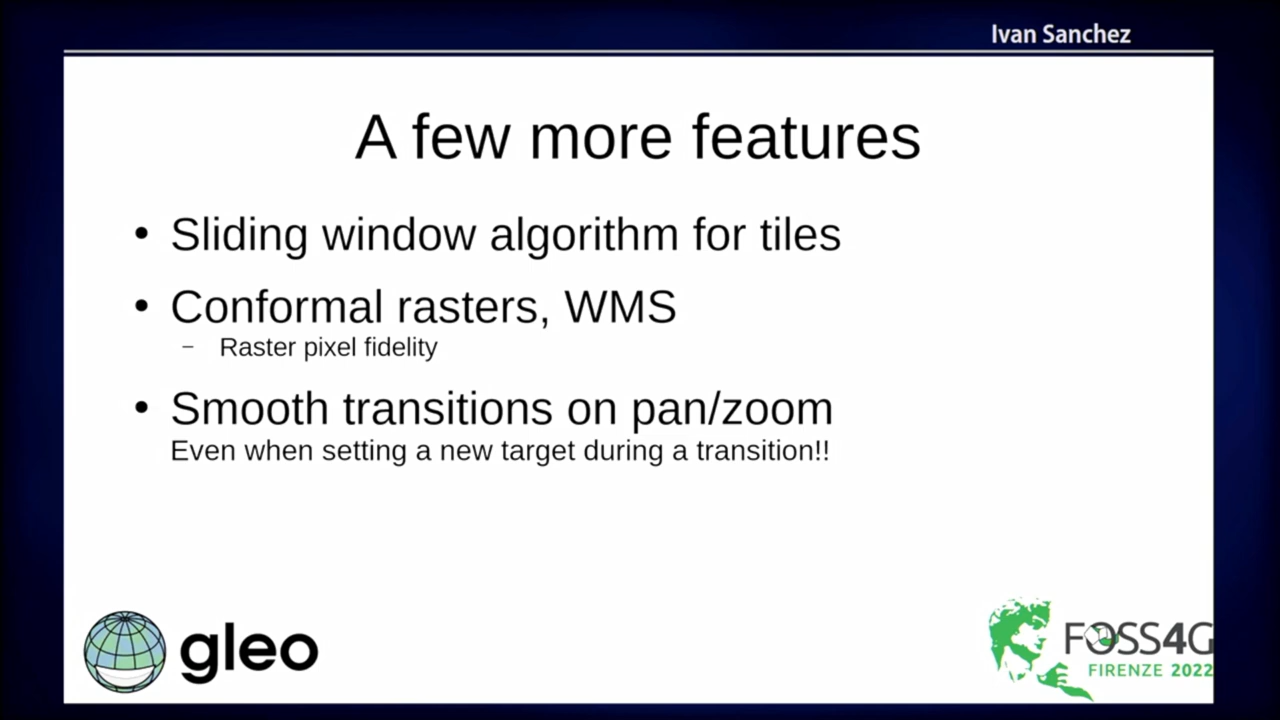 Ivan Sanchez
A few more features
• Sliding window algorithm for tiles
• Conformal rasters, WMS
– Raster pixel fidelity
• Smooth transitions on pan/zoom
Even when setting a new target during a transition!!
gleo
FOSS4G
FIRENZE 2022